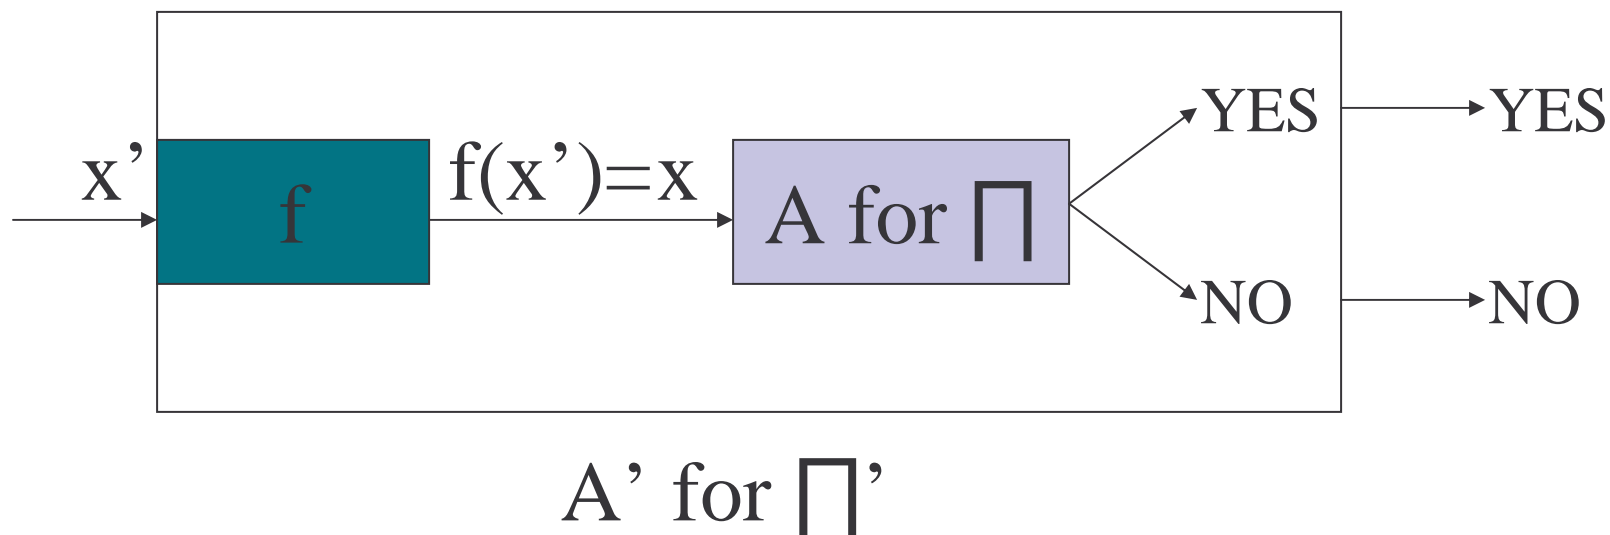 x’ f f(x’)=x A for ∏ YES YES
NO NO
A’ for ∏’